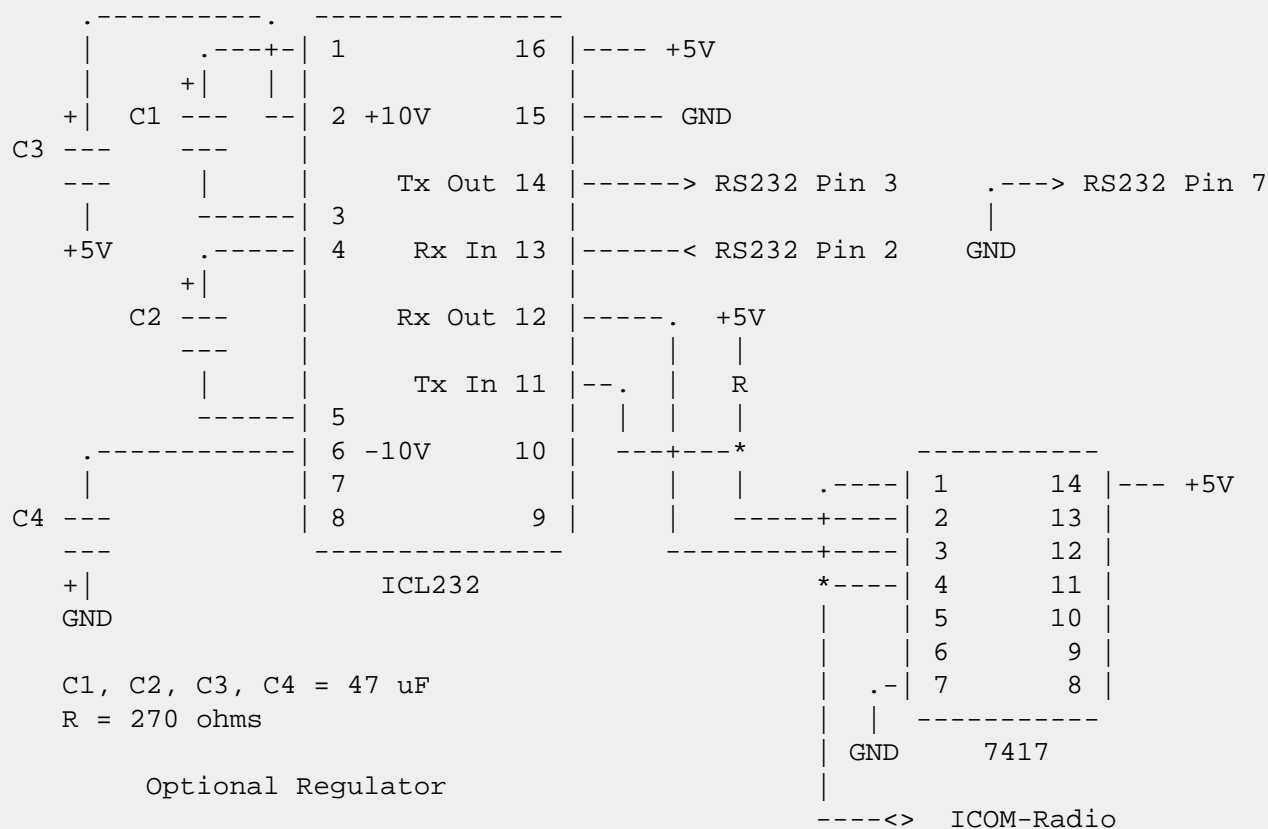 1 16 +5V
+
C1 2 +10V 15 GND
C3
Tx Out 14 RS232 Pin 3 RS232 Pin 7
3
+5V 4 Rx In 13 RS232 Pin 2 GND
+
C2 Rx Out 12 +5V
Tx In 11 R
5
6 -10V 10
7 1 14 +5V
C4 8 9 2 13
3 12
+ ICL232 4 11
GND 5 10
6 9
C1, C2, C3, C4 = 47 uF 7 8
R = 270 ohms
GND 7417
Optional Regulator
ICOM-Radio